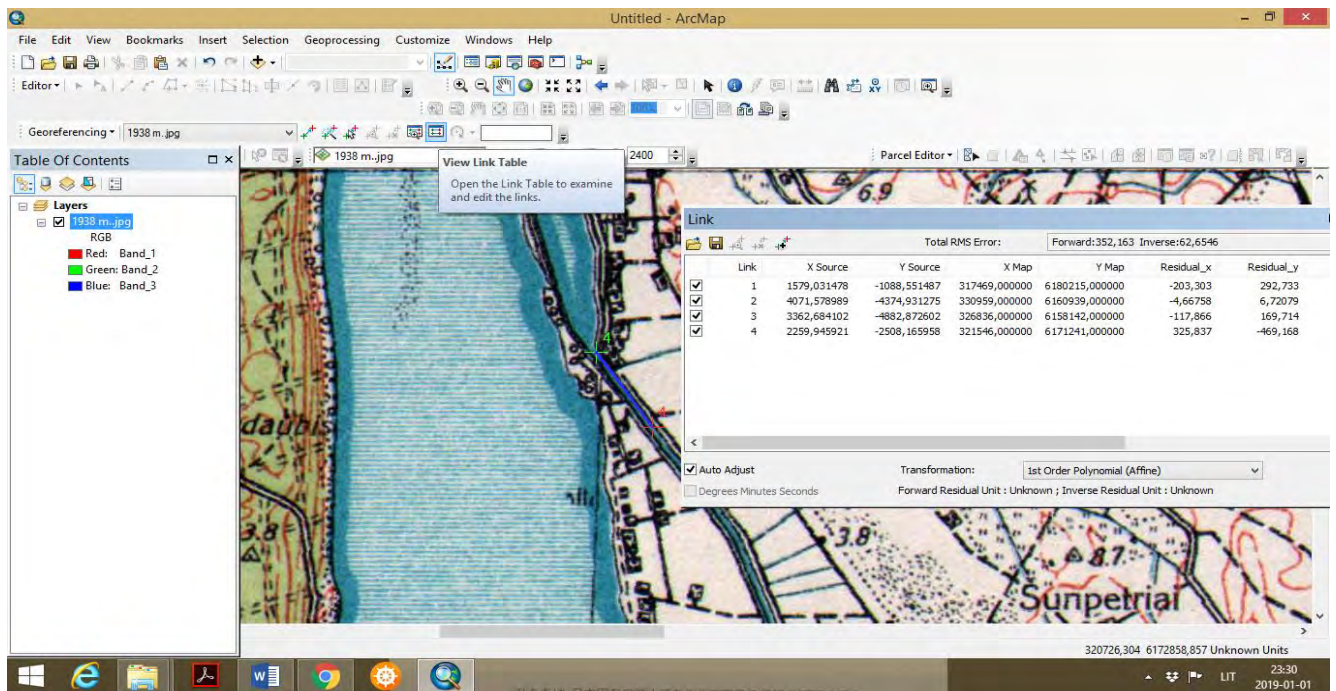 Untitled - ArcMap
File Edit View Bookmarks Insert Selection Geoprocessing Customize Windows Help
Editor
100%
Georeferencing 1938 m..jpg
Table Of Contents
1938 m..jpg
2400
Parcel Editor
View Link Table
Open the Link Table to examine
and edit the links.
Layers
1938 m..jpg
RGB
Red: Band_1
Green: Band_2
Blue: Band_3
6.9
Link
Total RMS Error: Forward:352,163 Inverse:62,6546
Link X Source Y Source X Map Y Map Residual_x Residual_y
1 1579,031478 -1088,551487 317469,000000 6180215,000000 -203,303 292,733
2 4071,578989 -4374,931275 330959,000000 6160939,000000 -4,66758 6,72079
3 3362,684102 -4882,872602 326836,000000 6158142,000000 -117,866 169,714
4 2259,945921 -2508,165958 321546,000000 6171241,000000 325,837 -469,168
4
4
daubis
Auto Adjust Transformation: 1st Order Polynomial (Affine)
Degrees Minutes Seconds Forward Residual Unit : Unknown ; Inverse Residual Unit : Unknown
3.8
3.8
8.7
Sunpetriai
320726,304 6172858,857 Unknown Units
LIT
23:30
2019-01-01